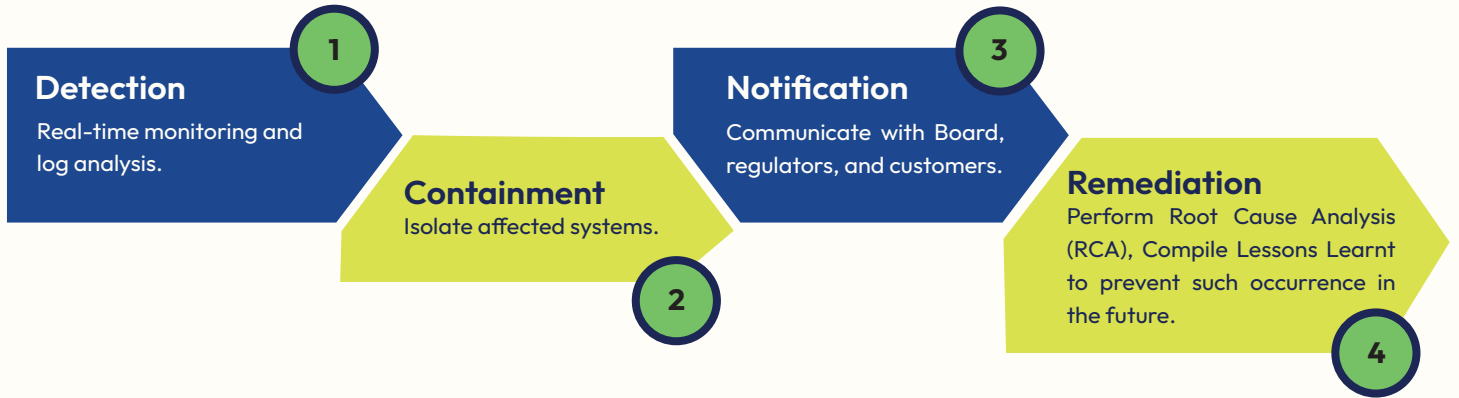 1
Detection
Real-time monitoring and
log analysis.
Containment
Isolate affected systems.
2
3
Notification
Communicate with Board,
regulators, and customers.
Remediation
Perform Root Cause Analysis
(RCA), Compile Lessons Learnt
to prevent such occurrence in
the future.
4